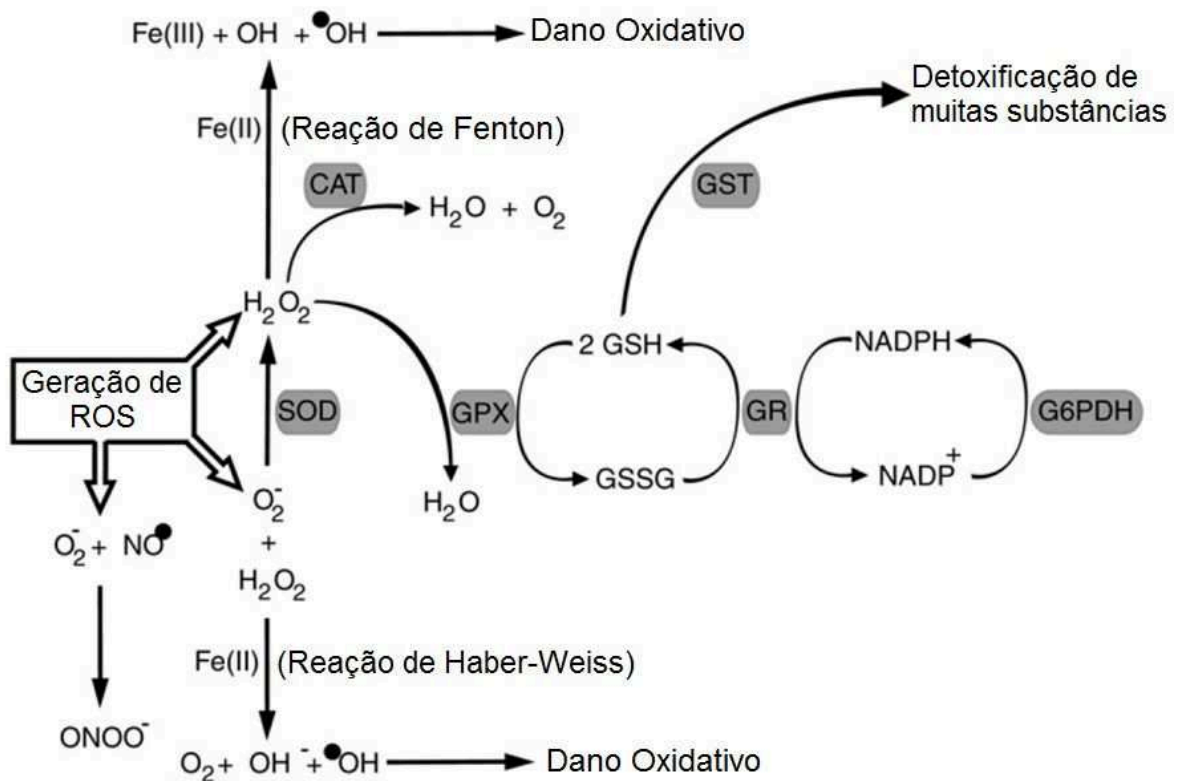 Fe(III) + OH + •OH → Dano Oxidativo
Detoxificação de
muitas substâncias
Fe(II) (Reação de Fenton)
CAT
GST
H₂O + O₂
H₂O₂
2 GSH
NADPH
Geração de
ROS
SOD
GPX
GR
G6PDH
GSSG
NADP⁺
O₂⁻
H₂O
O₂⁻ + NO•
+
H₂O₂
Fe(II) (Reação de Haber-Weiss)
ONOO⁻
O₂ + OH⁻ + •OH → Dano Oxidativo